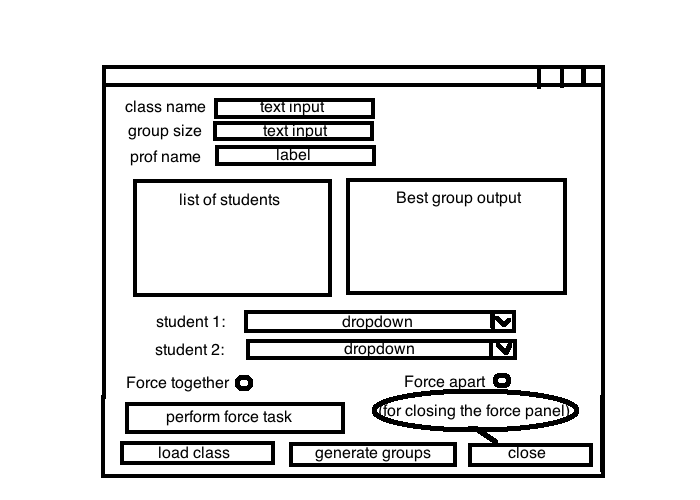 class name text input
group size text input
prof name label
list of students
Best group output
student 1: dropdown
student 2: dropdown
Force together
Force apart
perform force task
(for closing the force panel)
load class
generate groups
close